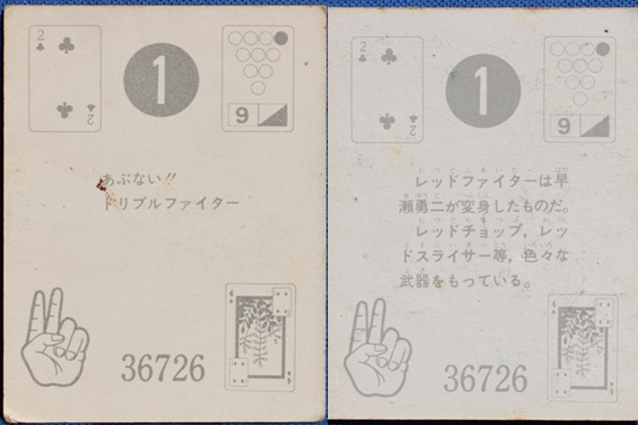 2
1
9
2
あぶない!!
トリプルファイター
36726
2
1
9
2
レッドファイターは早
瀬勇二が変身したものだ。
レッドチョップ，レッ
ドスライサー等，色々な
武器をもっている。
36726